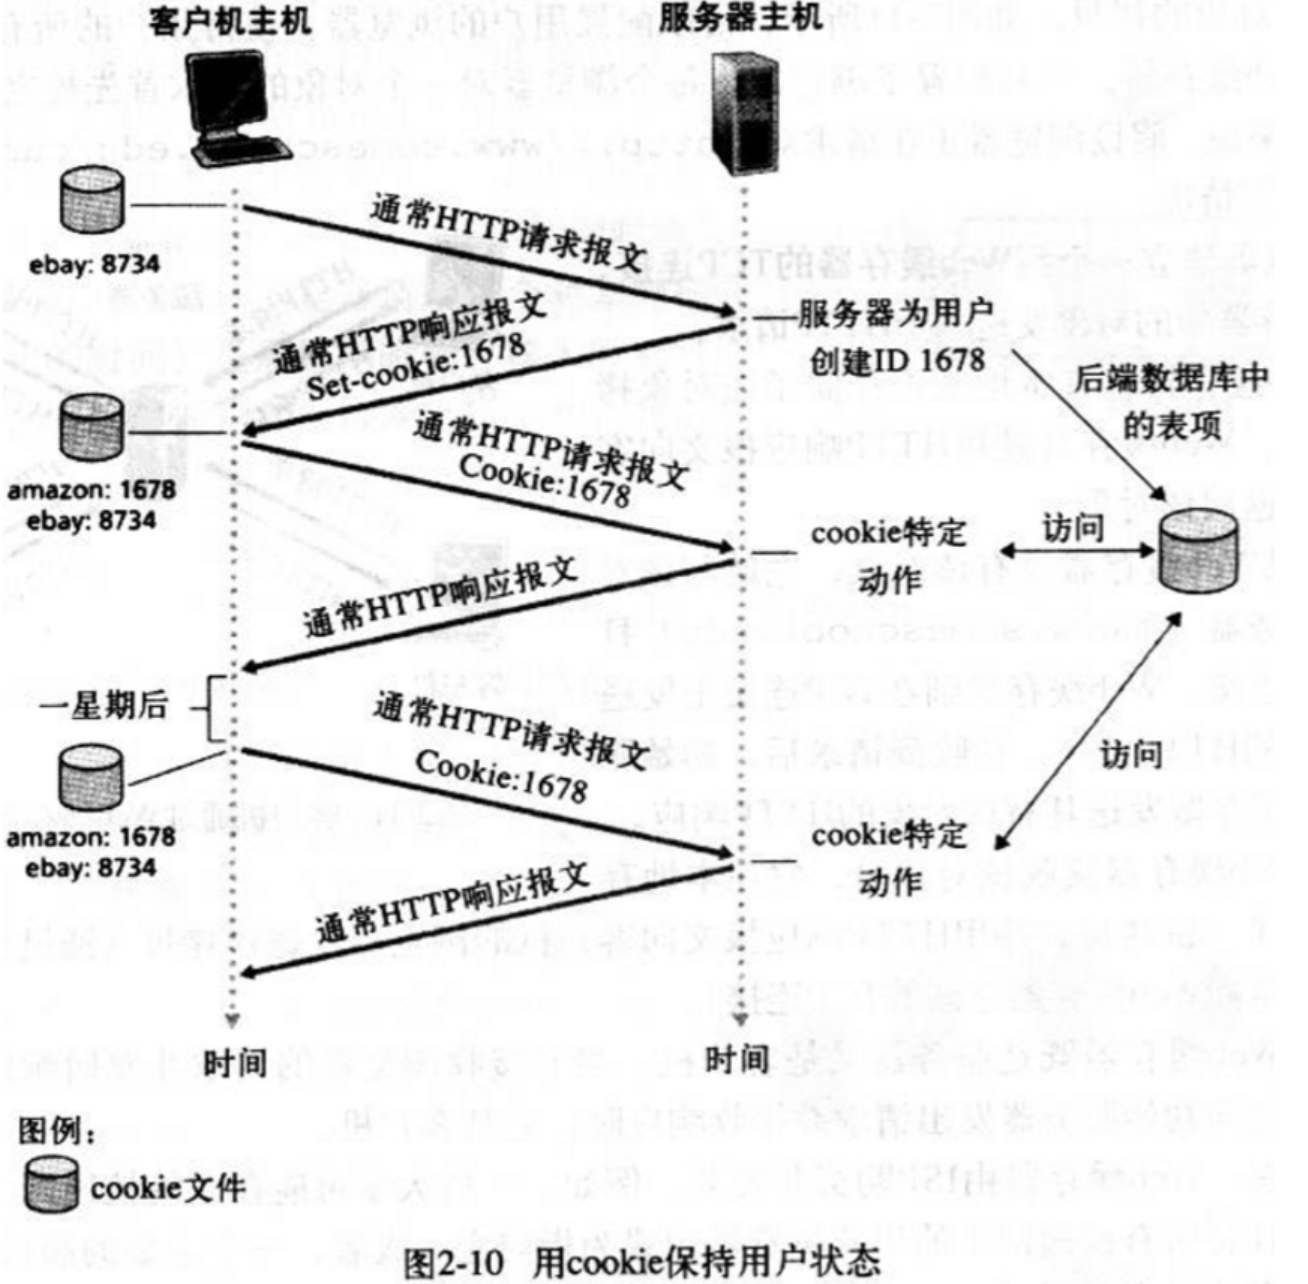 客户机主机
服务器主机
通常HTTP请求报文
ebay: 8734
服务器为用户
创建ID 1678
通常HTTP响应报文
Set-cookie:1678
后端数据库中
的表项
amazon: 1678
ebay: 8734
通常HTTP请求报文
Cookie:1678
cookie特定
动作
访问
通常HTTP响应报文
一星期后
通常HTTP请求报文
Cookie:1678
访问
amazon: 1678
ebay: 8734
cookie特定
动作
通常HTTP响应报文
时间
时间
图例:
cookie文件
图2-10 用cookie保持用户状态